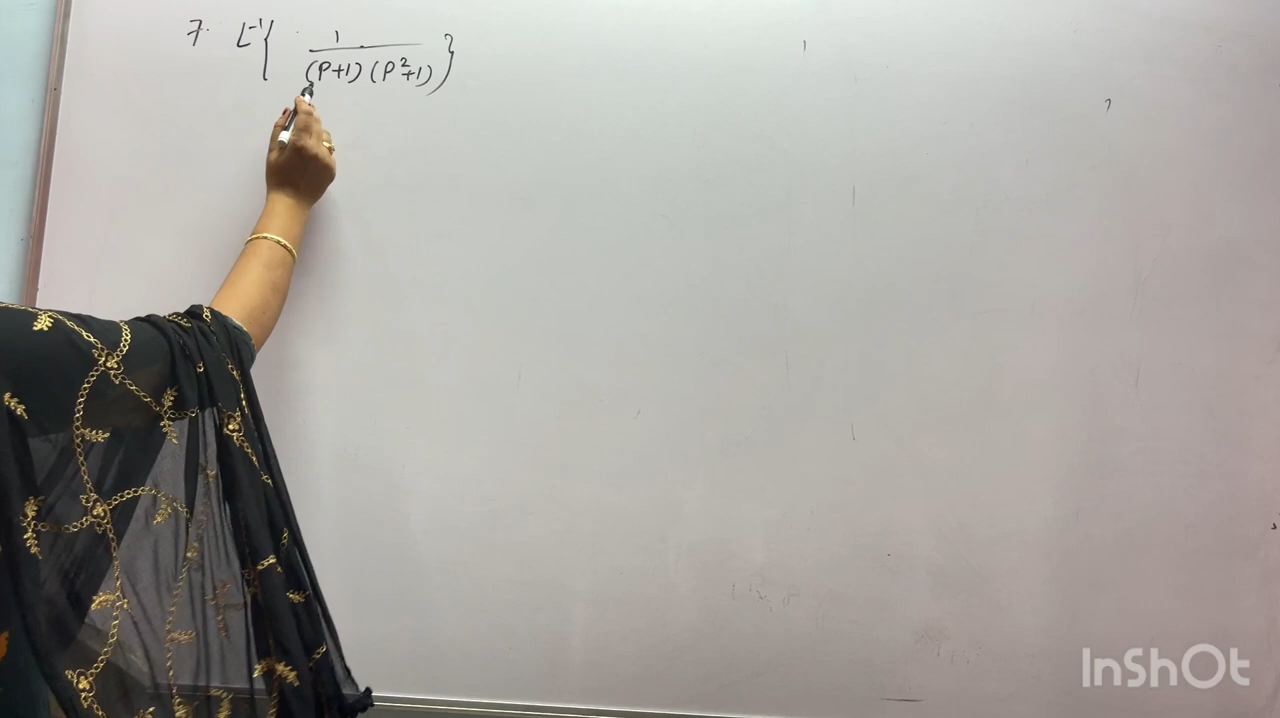 7. L⁻¹{ 1 / (P+1) (P²+1) }
InShOt